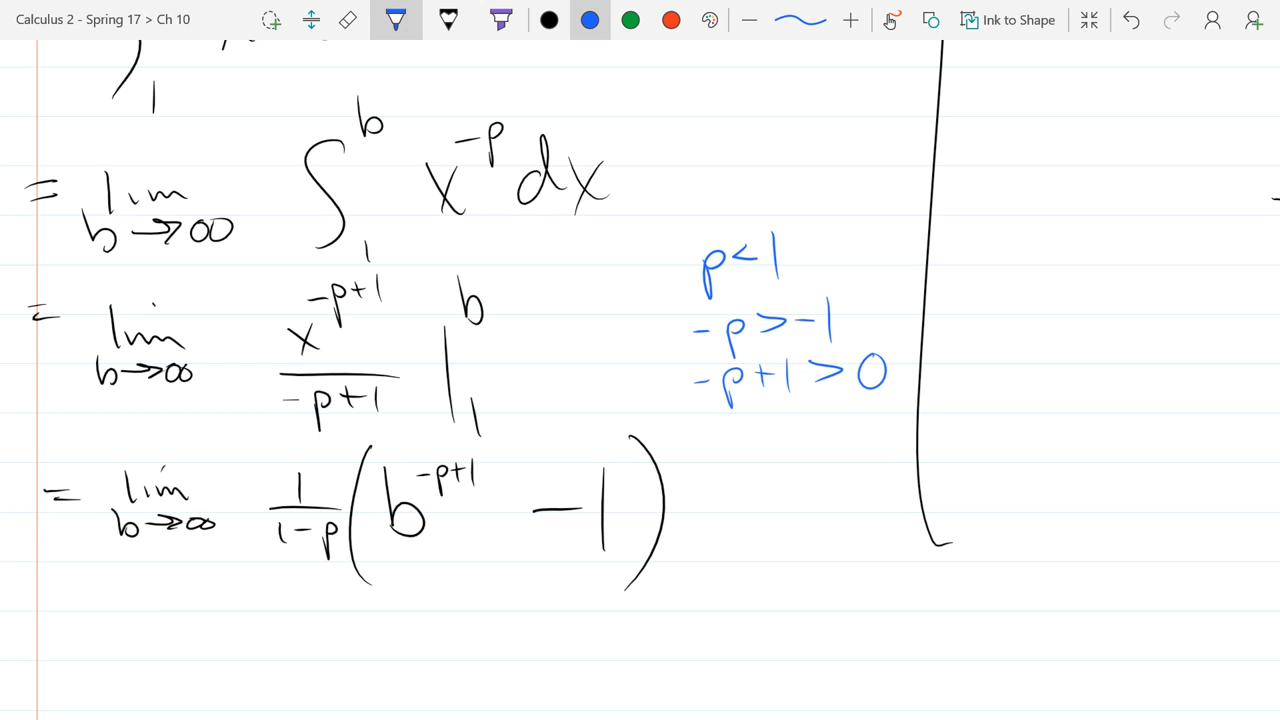 Calculus 2 - Spring 17 > Ch 10
Ink to Shape
1
= lim b→∞ ∫₁ᵇ x^(-p) dx
= lim b→∞ x^(-p+1)/(-p+1) |₁ᵇ
p < 1
-p > -1
-p+1 > 0
= lim b→∞ 1/(1-p) (b^(-p+1) - 1)